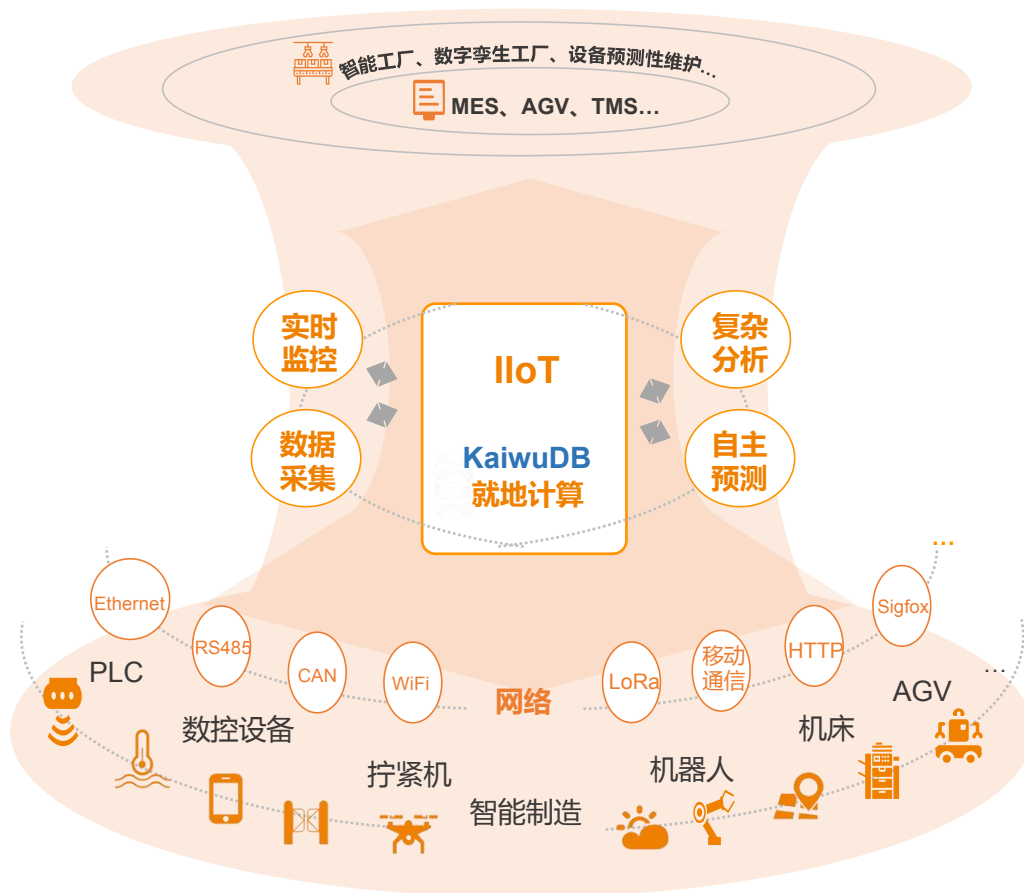 智能工厂、数字孪生工厂、设备预测性维护...
MES、AGV、TMS...
实时
监控
复杂
分析
IIoT
数据
采集
KaiwuDB
就地计算
自主
预测
...
Ethernet
RS485
CAN
WiFi
网络
LoRa
移动
通信
HTTP
Sigfox
...
PLC
数控设备
拧紧机
智能制造
机器人
机床
AGV